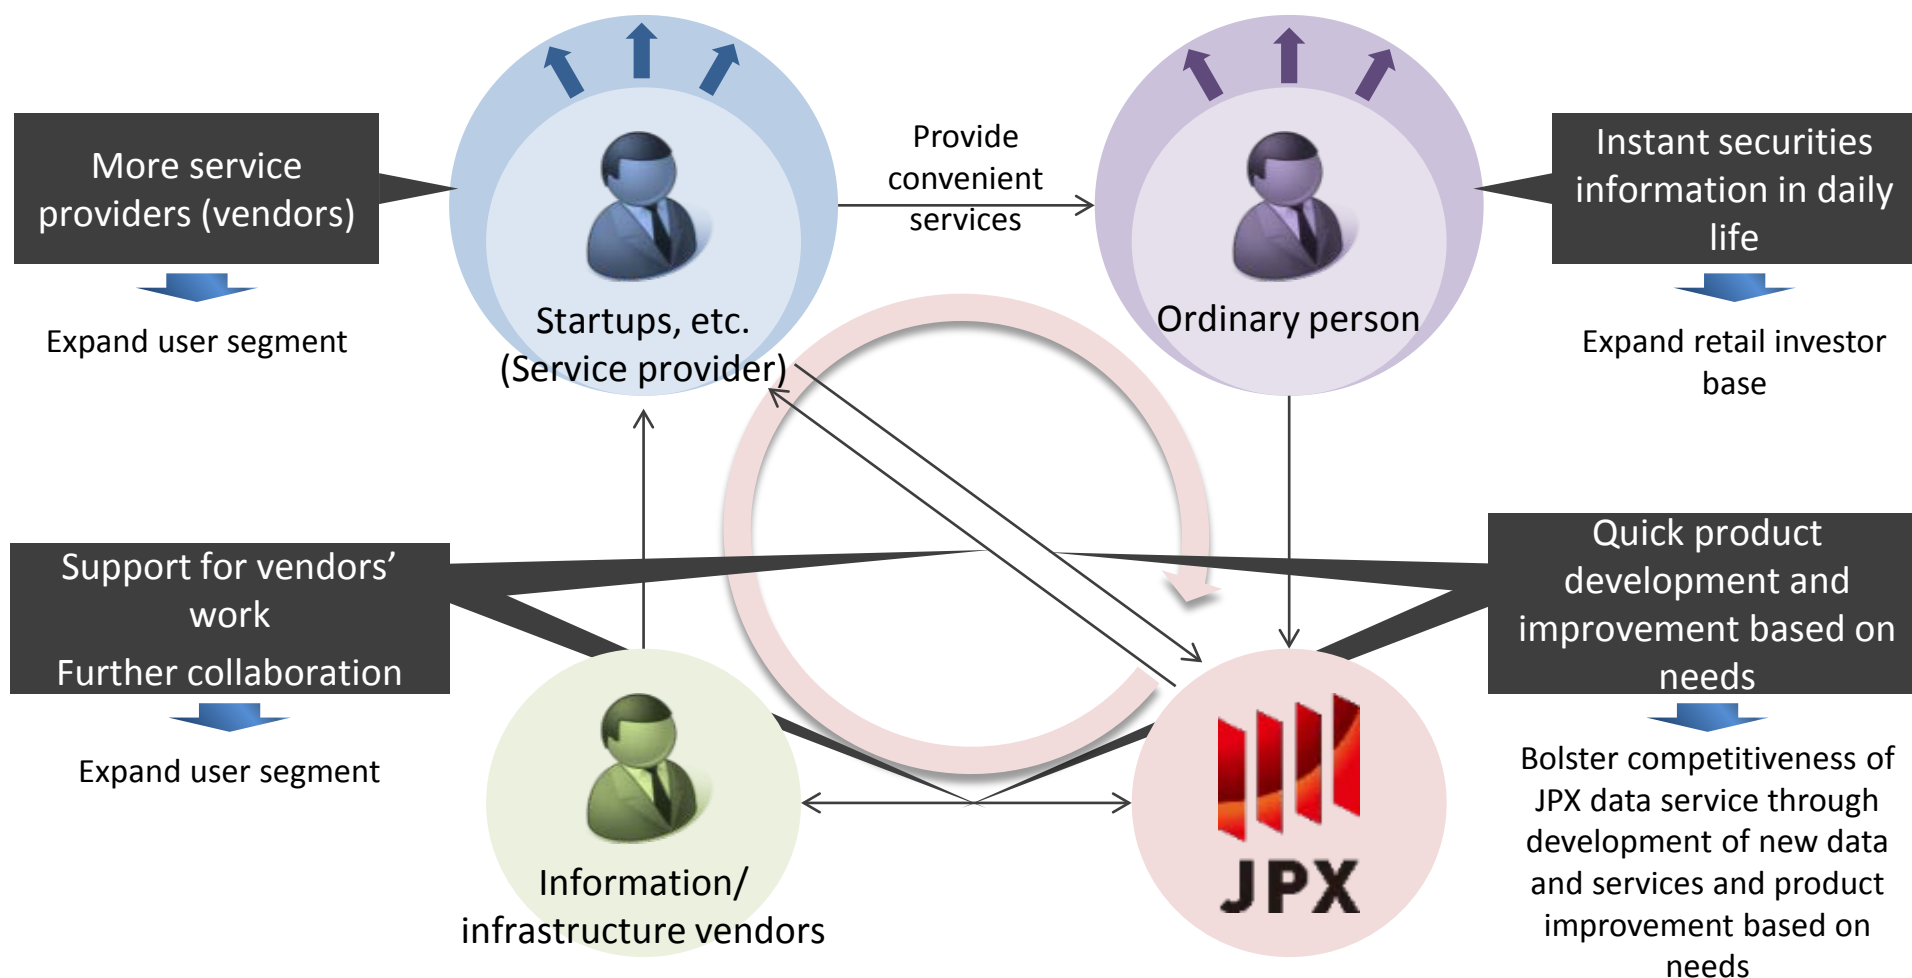 More service
providers (vendors)
Expand user segment
Startups, etc.
(Service provider)
Provide
convenient
services
Ordinary person
Instant securities
information in daily
life
Expand retail investor
base
Support for vendors’
work
Further collaboration
Expand user segment
Information/
infrastructure vendors
JPX
Quick product
development and
improvement based on
needs
Bolster competitiveness of
JPX data service through
development of new data
and services and product
improvement based on
needs